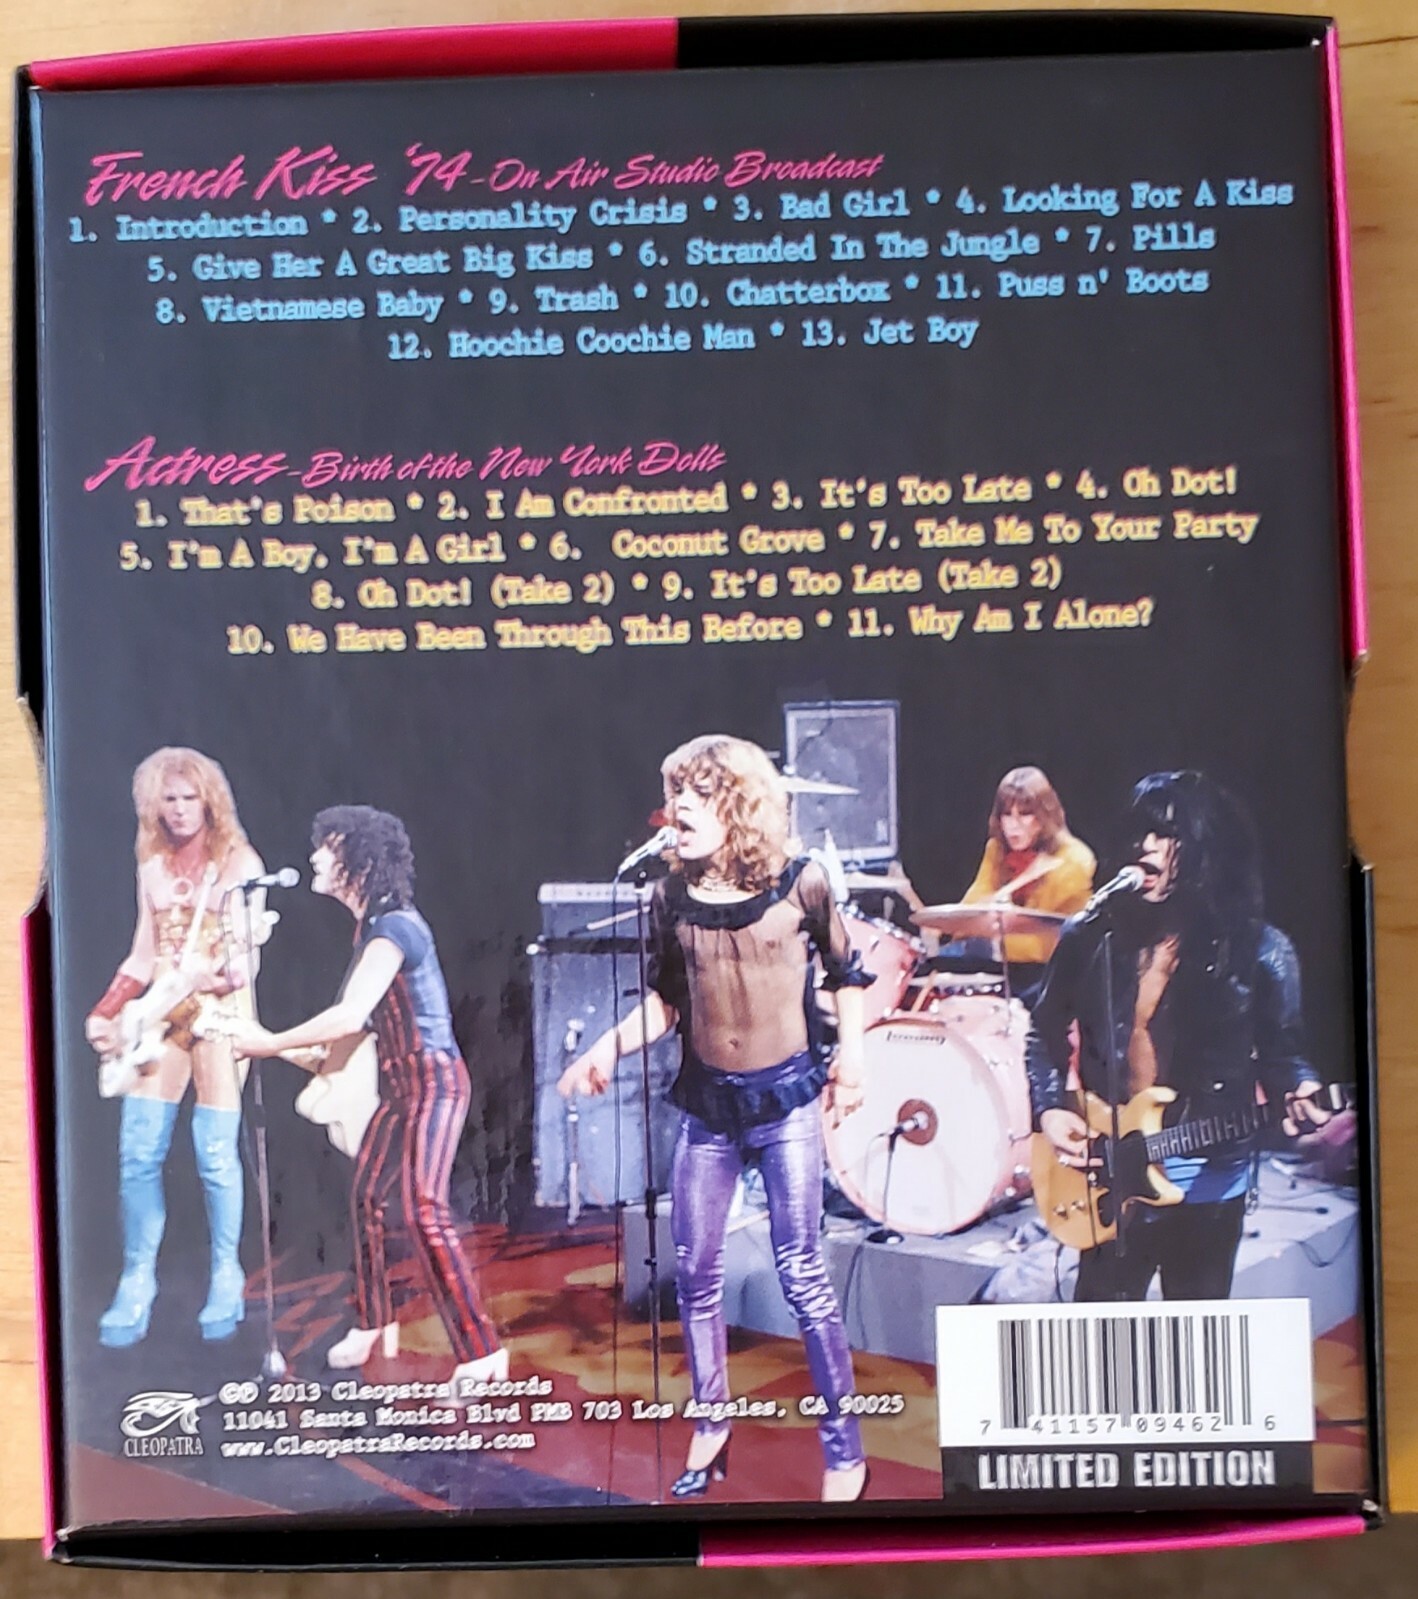 French Kiss '74 - On Air Studio Broadcast
1. Introduction * 2. Personality Crisis * 3. Bad Girl * 4. Looking For A Kiss
5. Give Her A Great Big Kiss * 6. Stranded In The Jungle * 7. Pills
8. Vietnamese Baby * 9. Trash * 10. Chatterbox * 11. Puss n' Boots
12. Hoochie Coochie Man * 13. Jet Boy
Actress - Birth of the New York Dolls
1. That's Poison * 2. I Am Confronted * 3. It's Too Late * 4. Oh Dot!
5. I'm A Boy, I'm A Girl * 6. Coconut Grove * 7. Take Me To Your Party
8. Oh Dot! (Take 2) * 9. It's Too Late (Take 2)
10. We Have Been Through This Before * 11. Why Am I Alone?
Ludwig
©℗ 2013 Cleopatra Records
11041 Santa Monica Blvd PMB 703 Los Angeles, CA 90025
www.CleopatraRecords.com
CLEOPATRA
7 41157 09462 6
LIMITED EDITION